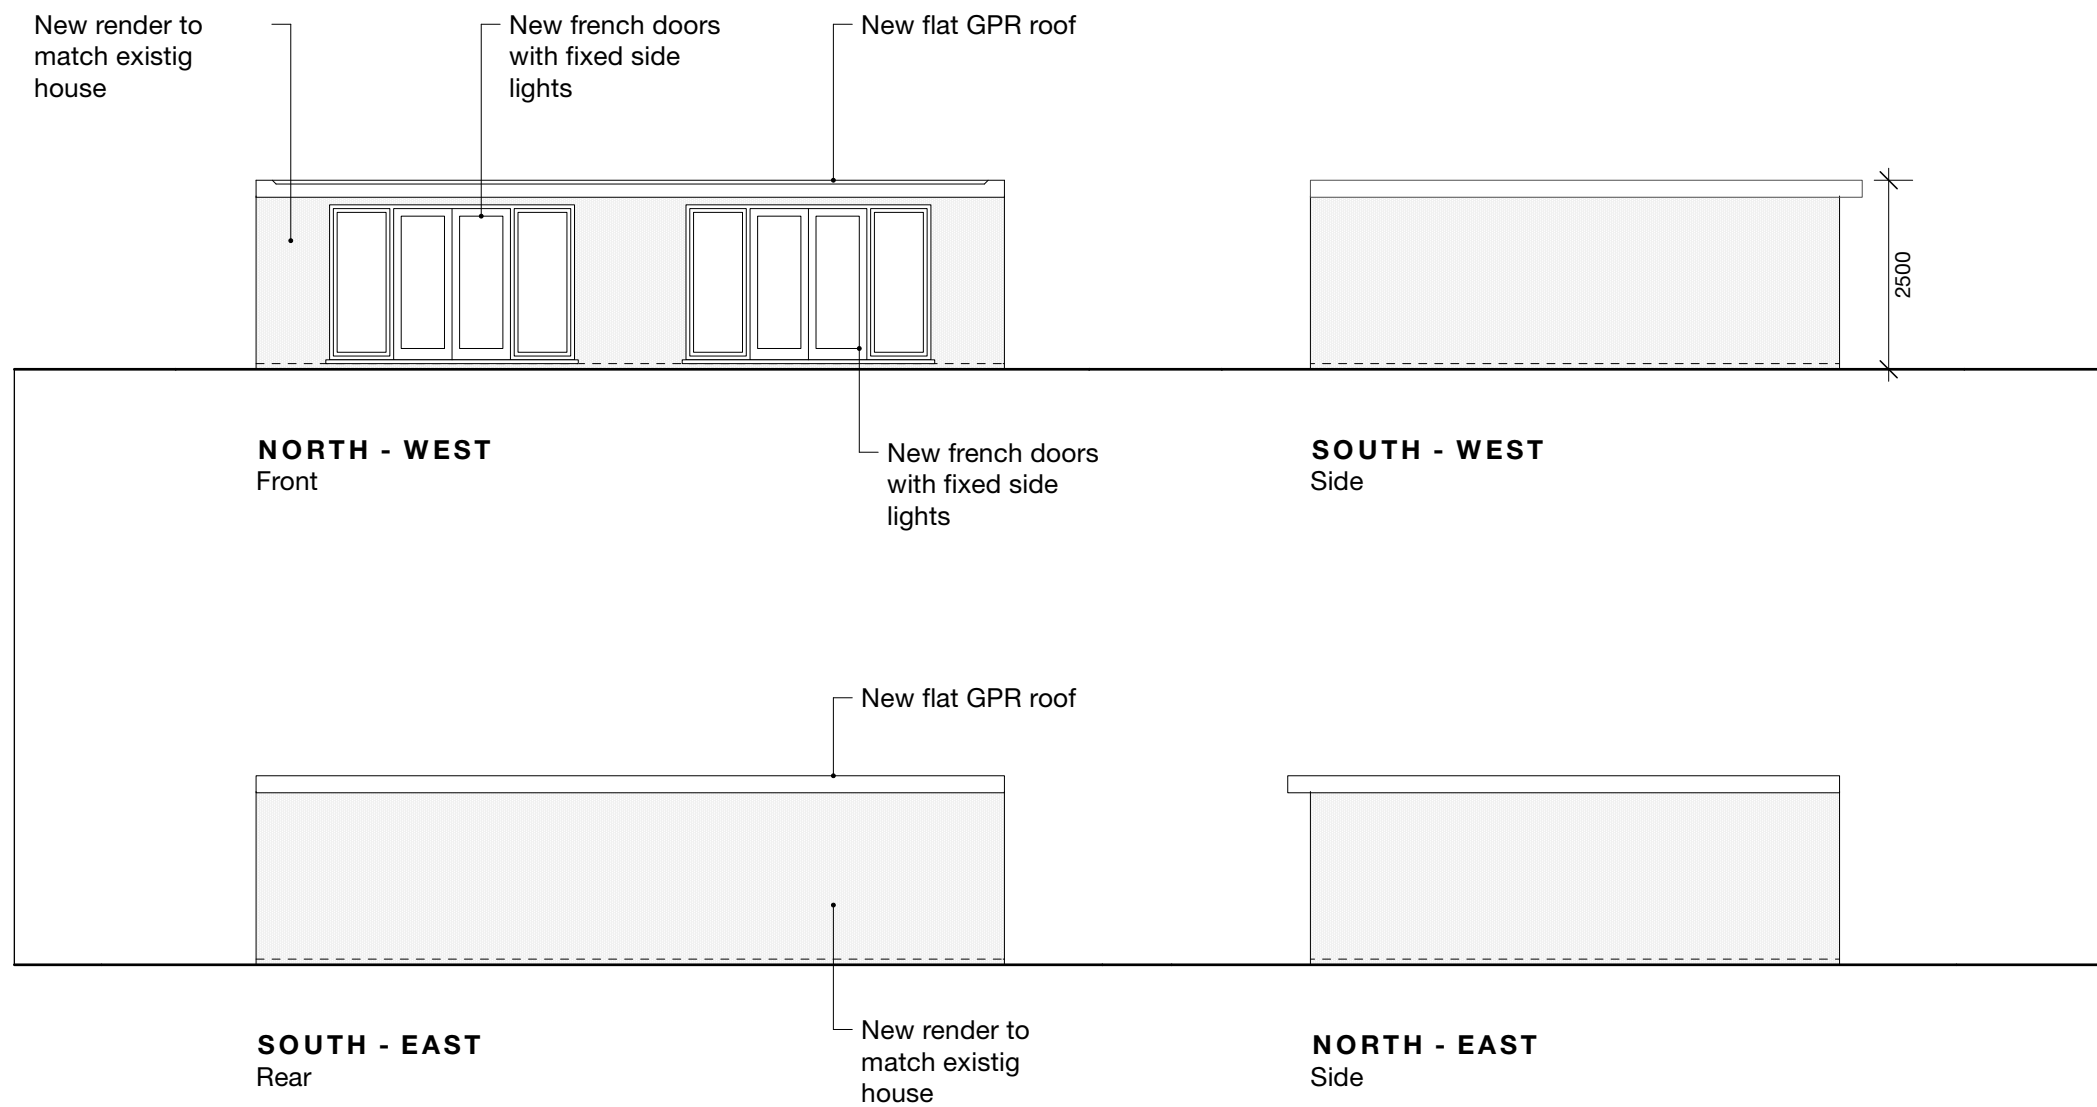 New render to
match existig
house
New french doors
with fixed side
lights
New flat GPR roof
2500
NORTH - WEST
Front
New french doors
with fixed side
lights
SOUTH - WEST
Side
New flat GPR roof
SOUTH - EAST
Rear
New render to
match existig
house
NORTH - EAST
Side